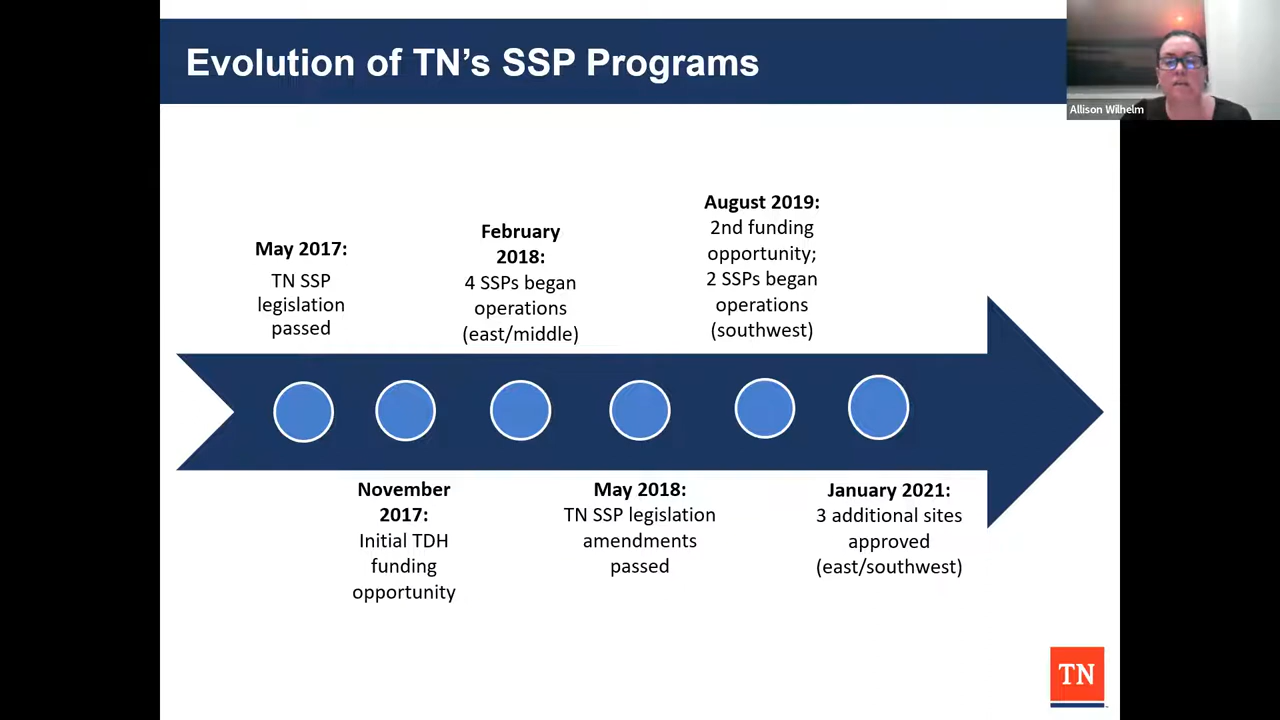 Evolution of TN's SSP Programs
Allison Wilhelm
May 2017:
TN SSP
legislation
passed
February
2018:
4 SSPs began
operations
(east/middle)
August 2019:
2nd funding
opportunity;
2 SSPs began
operations
(southwest)
November
2017:
Initial TDH
funding
opportunity
May 2018:
TN SSP legislation
amendments
passed
January 2021:
3 additional sites
approved
(east/southwest)
TN